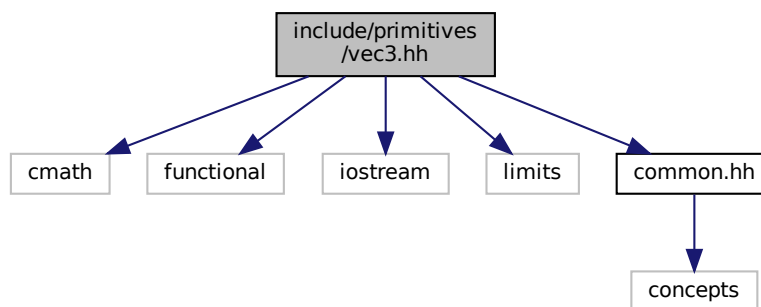 include/primitives
/vec3.hh
cmath
functional
iostream
limits
common.hh
concepts